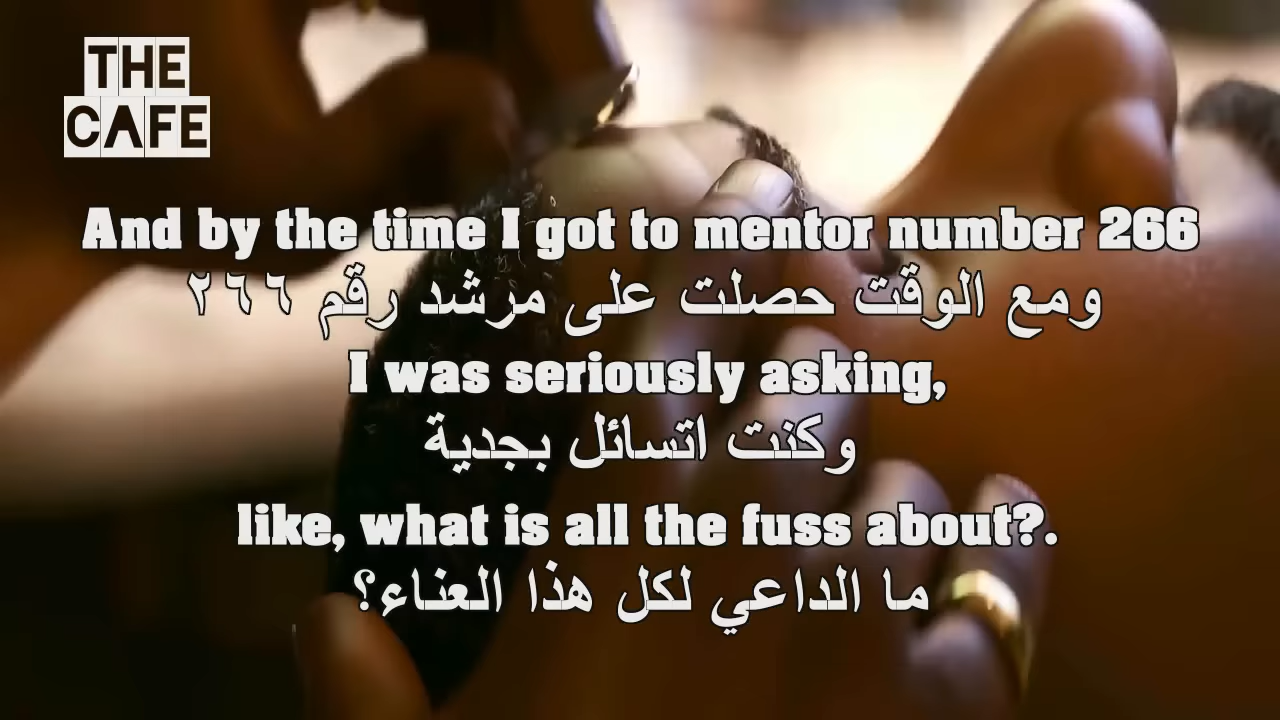 THE
CAFE
And by the time I got to mentor number 266
ومع الوقت حصلت على مرشد رقم ٢٦٦
I was seriously asking,
وكنت اتسائل بجدية
like, what is all the fuss about?.
ما الداعي لكل هذا العناء؟